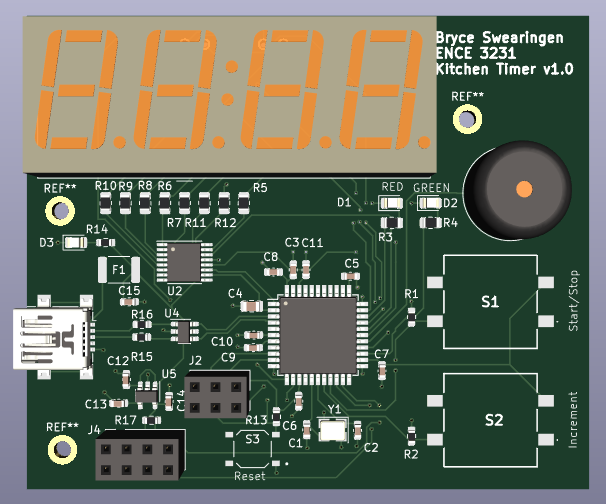 Bryce Swearingen
ENCE 3231
Kitchen Timer v1.0
REF**
REF**
R10 R9 R8 R6 R5
R7 R11 R12
D1 RED GREEN D2
R3 R4
D3 R14
F1
U2
C15
C8 C3 C11 C5
C4
R16 U4
R15
C10
C9
R1
S1
Start/Stop
C7
C12 U5
C13 C14
J2
R17
J4
REF**
R13
S3
Reset
C6
C1 Y1 C2
R2
S2
Increment